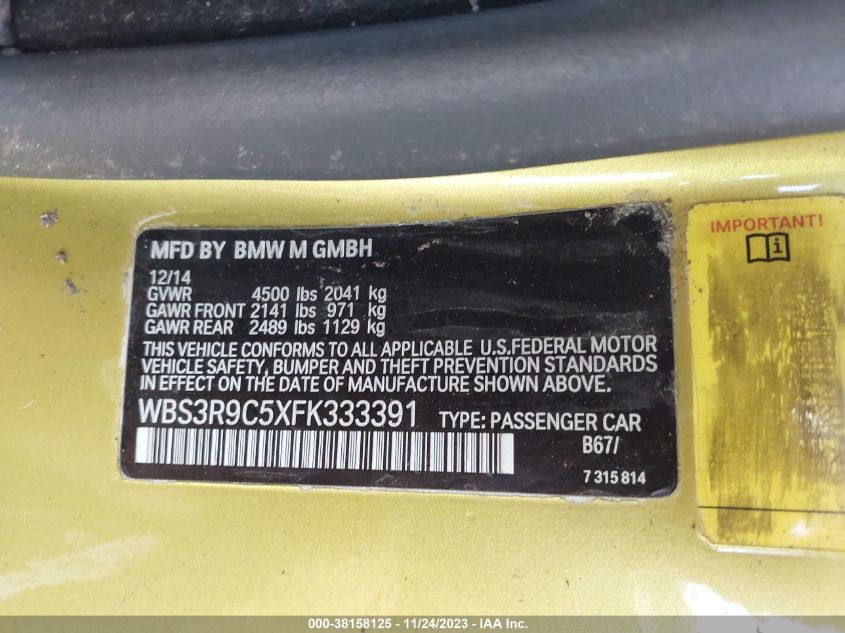 MFD BY BMW M GMBH
12/14
GVWR 4500 lbs 2041 kg
GAWR FRONT 2141 lbs 971 kg
GAWR REAR 2489 lbs 1129 kg
THIS VEHICLE CONFORMS TO ALL APPLICABLE U.S.FEDERAL MOTOR
VEHICLE SAFETY, BUMPER AND THEFT PREVENTION STANDARDS
IN EFFECT ON THE DATE OF MANUFACTURE SHOWN ABOVE.
WBS3R9C5XFK333391 TYPE: PASSENGER CAR
B67/
7 315 814
IMPORTANT!
000-38158125 - 11/24/2023 - © IAA Inc.